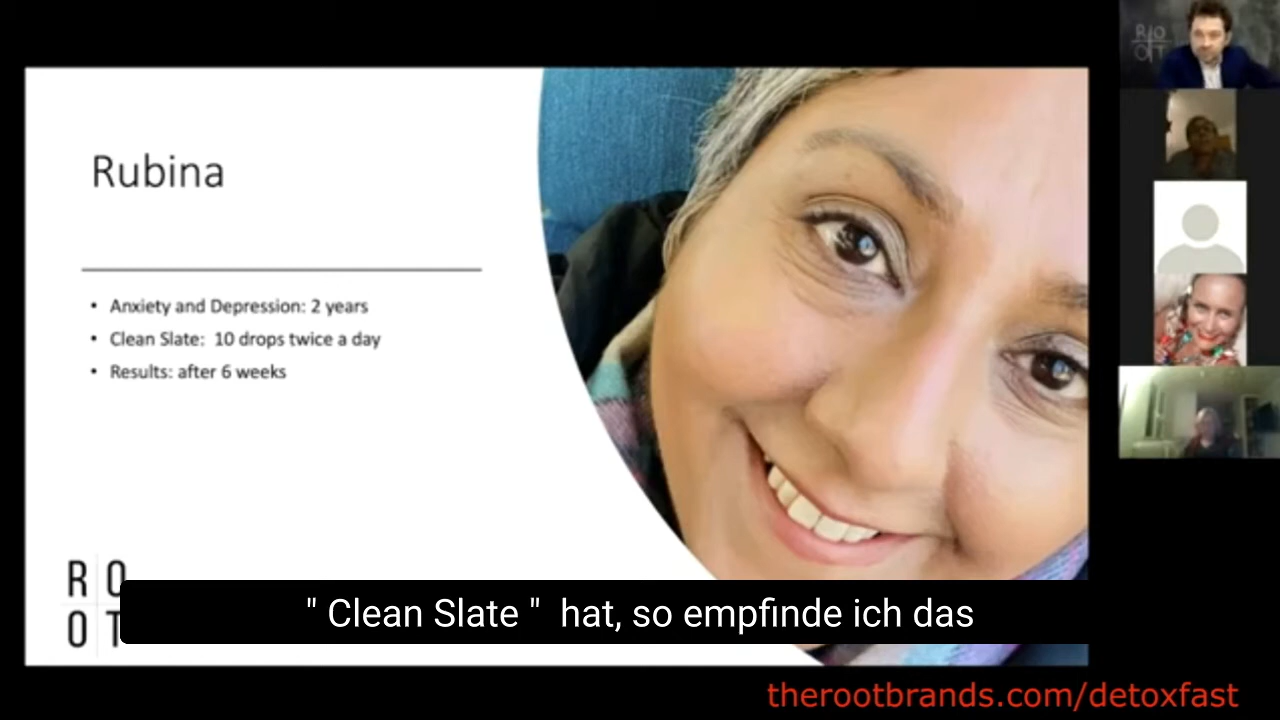 Rubina
• Anxiety and Depression: 2 years
• Clean Slate: 10 drops twice a day
• Results: after 6 weeks
R O
O T
" Clean Slate " hat, so empfinde ich das
therootbrands.com/detoxfast
R O
O T